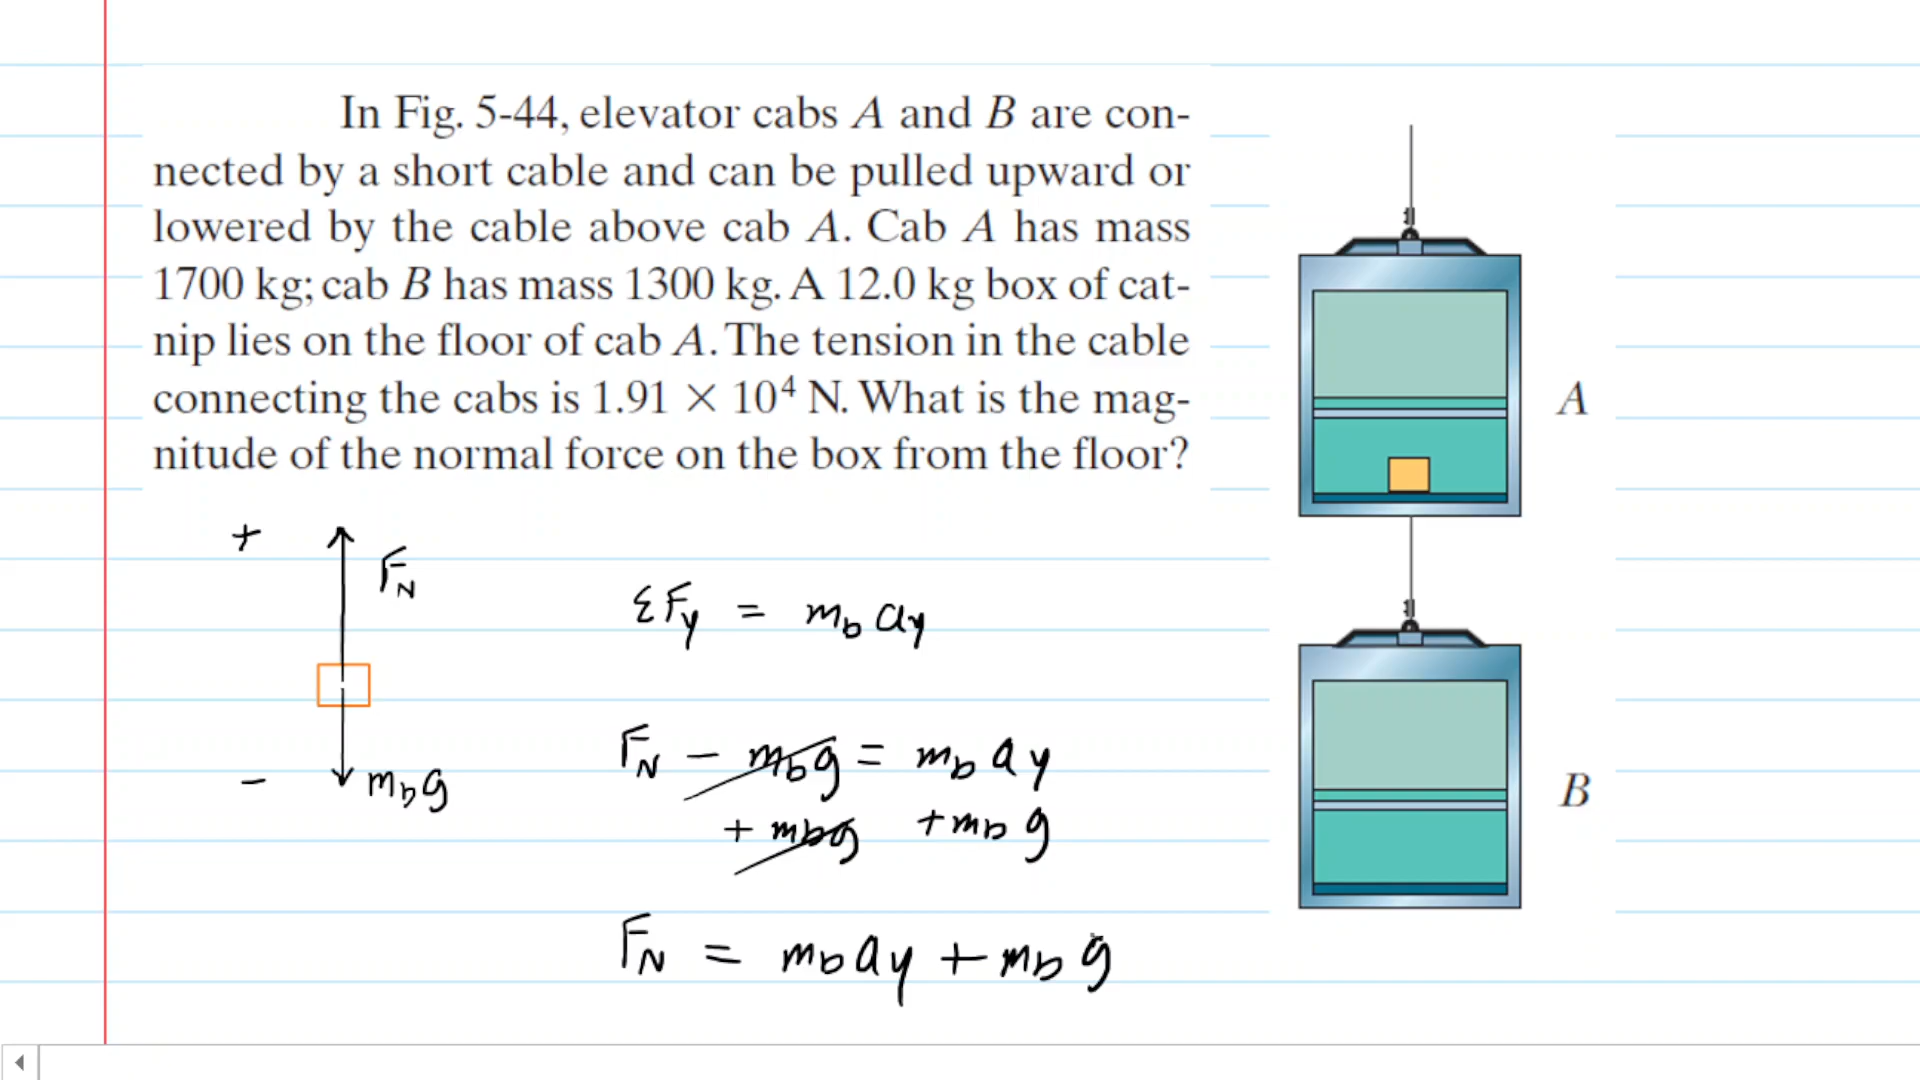 In Fig. 5-44, elevator cabs A and B are con-
nected by a short cable and can be pulled upward or
lowered by the cable above cab A. Cab A has mass
1700 kg; cab B has mass 1300 kg. A 12.0 kg box of cat-
nip lies on the floor of cab A. The tension in the cable
connecting the cabs is 1.91 × 10⁴ N. What is the mag-
nitude of the normal force on the box from the floor?
A
B
+
F_N
− m_b g
ΣF_y = m_b a_y
F_N − m_b g = m_b a_y
+ m_b g + m_b g
F_N = m_b a_y + m_b g